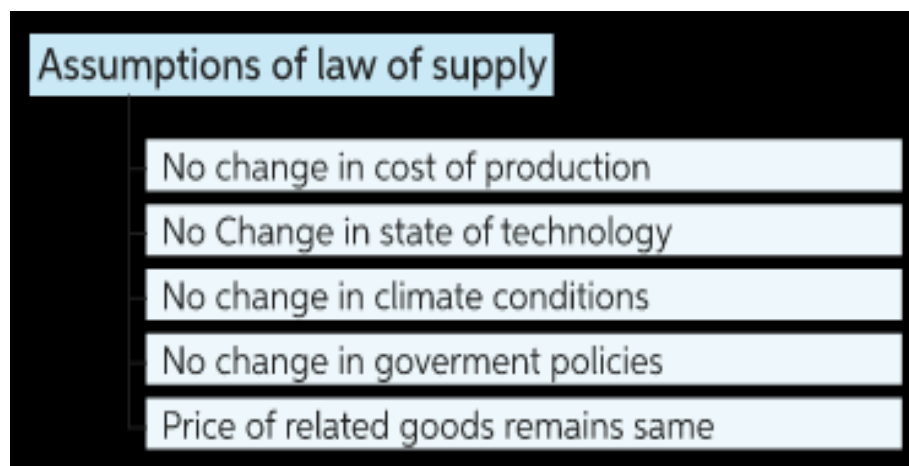 Assumptions of law of supply
No change in cost of production
No Change in state of technology
No change in climate conditions
No change in goverment policies
Price of related goods remains same